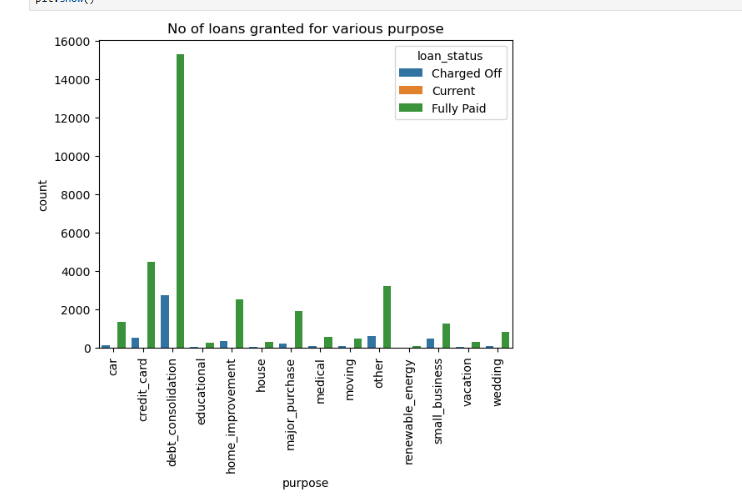 plt.show()
No of loans granted for various purpose
loan_status
Charged Off
Current
Fully Paid
count
16000
14000
12000
10000
8000
6000
4000
2000
0
car
credit_card
debt_consolidation
educational
home_improvement
house
major_purchase
medical
moving
other
renewable_energy
small_business
vacation
wedding
purpose